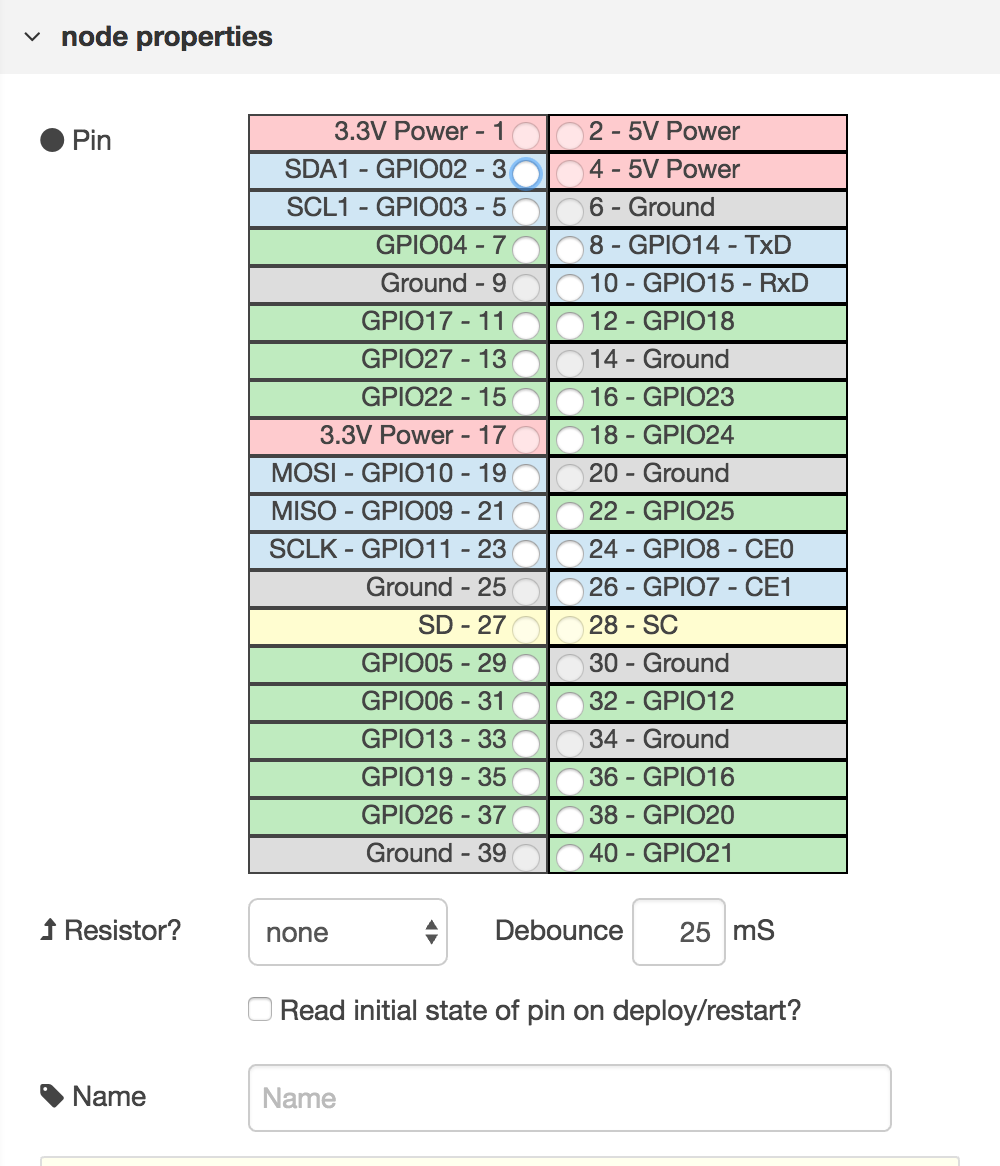 node properties
Pin
3.3V Power - 1 2 - 5V Power
SDA1 - GPIO02 - 3 4 - 5V Power
SCL1 - GPIO03 - 5 6 - Ground
GPIO04 - 7 8 - GPIO14 - TxD
Ground - 9 10 - GPIO15 - RxD
GPIO17 - 11 12 - GPIO18
GPIO27 - 13 14 - Ground
GPIO22 - 15 16 - GPIO23
3.3V Power - 17 18 - GPIO24
MOSI - GPIO10 - 19 20 - Ground
MISO - GPIO09 - 21 22 - GPIO25
SCLK - GPIO11 - 23 24 - GPIO8 - CE0
Ground - 25 26 - GPIO7 - CE1
SD - 27 28 - SC
GPIO05 - 29 30 - Ground
GPIO06 - 31 32 - GPIO12
GPIO13 - 33 34 - Ground
GPIO19 - 35 36 - GPIO16
GPIO26 - 37 38 - GPIO20
Ground - 39 40 - GPIO21
Resistor? none Debounce 25 mS
Read initial state of pin on deploy/restart?
Name Name